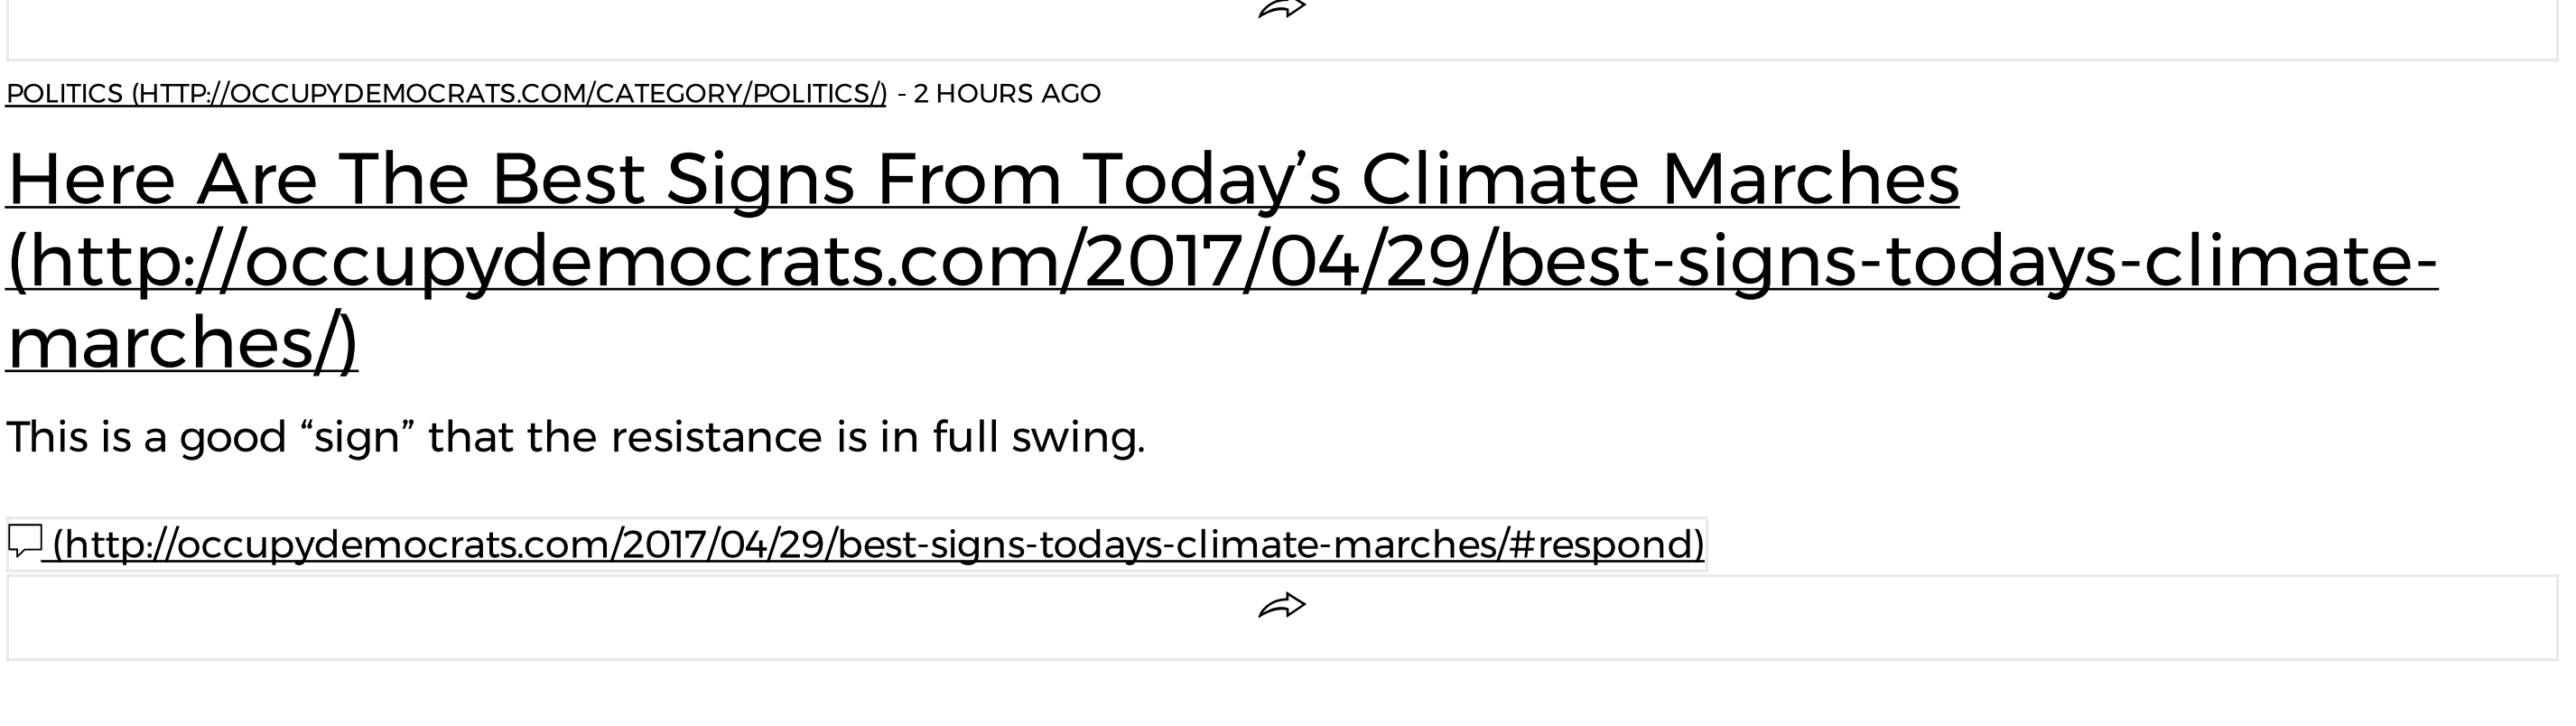 POLITICS (HTTP://OCCUPYDEMOCRATS.COM/CATEGORY/POLITICS/) - 2 HOURS AGO
Here Are The Best Signs From Today’s Climate Marches
(http://occupydemocrats.com/2017/04/29/best-signs-todays-climate-
marches/)
This is a good “sign” that the resistance is in full swing.
(http://occupydemocrats.com/2017/04/29/best-signs-todays-climate-marches/#respond)